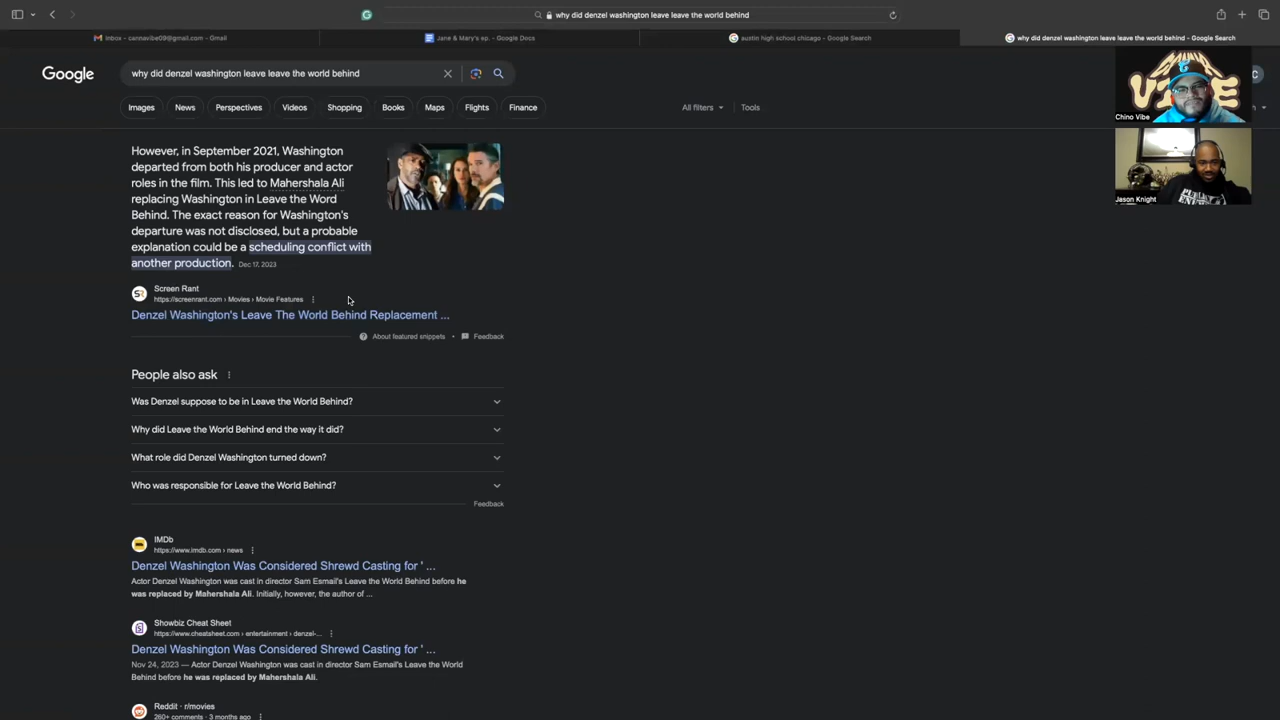 why did denzel washington leave leave the world behind
Inbox - cannavibe09@gmail.com - Gmail
Jane & Mary's ep. - Google Docs
austin high school chicago - Google Search
why did denzel washington leave leave the world behind - Google Search
Google
why did denzel washington leave leave the world behind
C
Images
News
Perspectives
Videos
Shopping
Books
Maps
Flights
Finance
All filters
Tools
VIBE
Chino Vibe
Jason Knight
However, in September 2021, Washington
departed from both his producer and actor
roles in the film. This led to Mahershala Ali
replacing Washington in Leave the Word
Behind. The exact reason for Washington's
departure was not disclosed, but a probable
explanation could be a scheduling conflict with
another production. Dec 17, 2023
Screen Rant
https://screenrant.com › Movies › Movie Features
Denzel Washington's Leave The World Behind Replacement ...
About featured snippets • Feedback
People also ask
Was Denzel suppose to be in Leave the World Behind?
Why did Leave the World Behind end the way it did?
What role did Denzel Washington turned down?
Who was responsible for Leave the World Behind?
Feedback
IMDb
https://www.imdb.com › news
Denzel Washington Was Considered Shrewd Casting for ' ...
Actor Denzel Washington was cast in director Sam Esmail's Leave the World Behind before he
was replaced by Mahershala Ali. Initially, however, the author of ...
Showbiz Cheat Sheet
https://www.cheatsheet.com › entertainment › denzel-...
Denzel Washington Was Considered Shrewd Casting for ' ...
Nov 24, 2023 — Actor Denzel Washington was cast in director Sam Esmail's Leave the World
Behind before he was replaced by Mahershala Ali.
Reddit · r/movies
260+ comments · 3 months ago